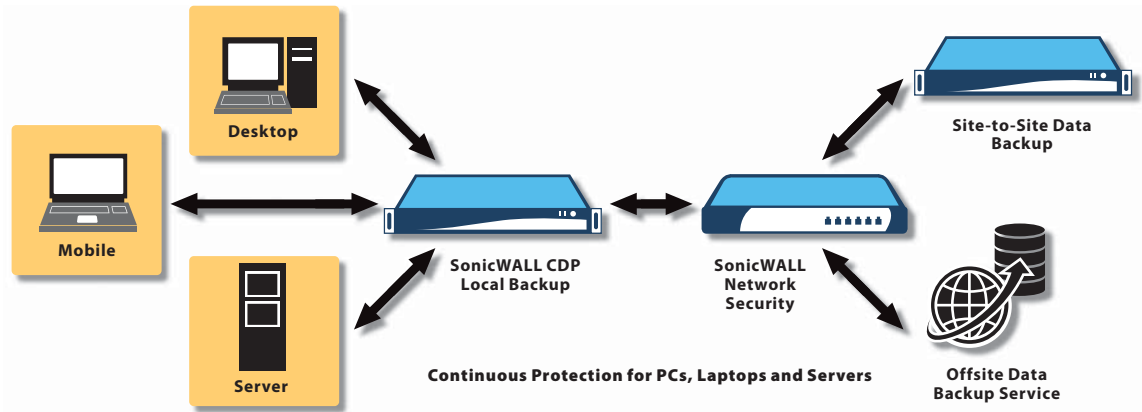 Desktop
Mobile
Server
SonicWALL CDP
Local Backup
SonicWALL
Network
Security
Site-to-Site Data
Backup
Offsite Data
Backup Service
Continuous Protection for PCs, Laptops and Servers